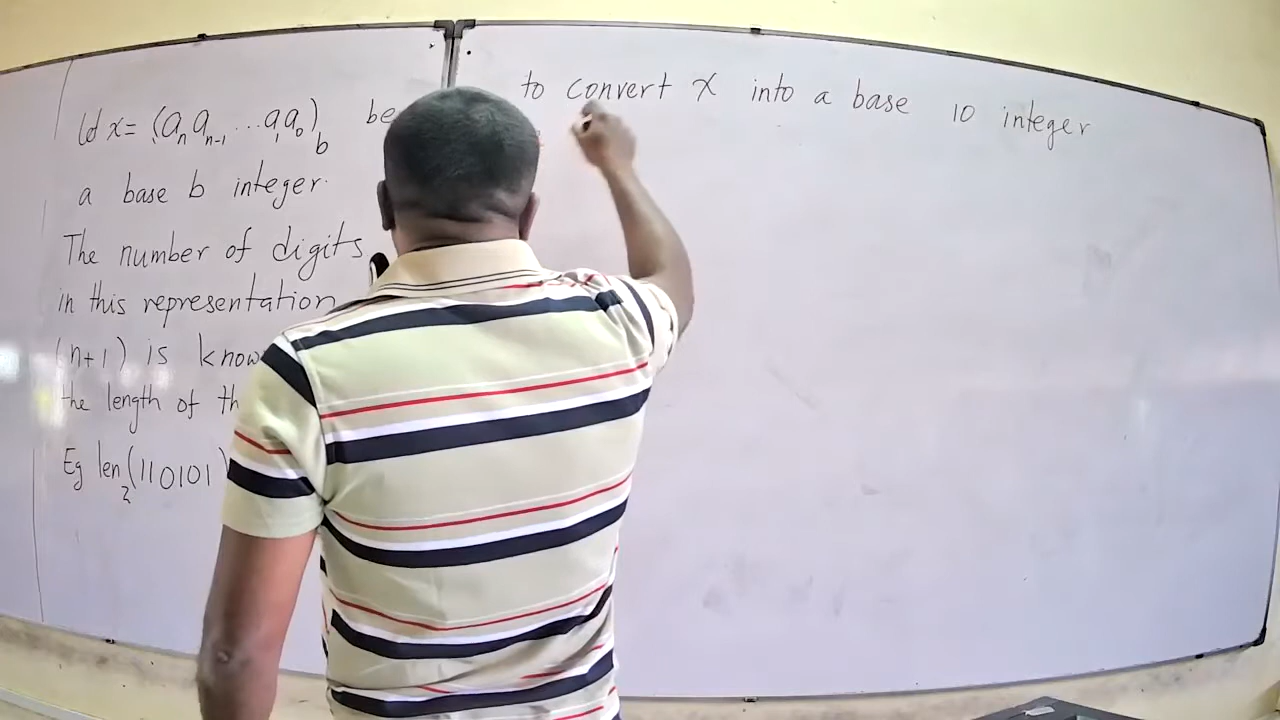 let x = (aₙ aₙ₋₁ ... a₁ a₀)_b be
a base b integer.
The number of digits
in this representation
(n+1) is know
the length of th
Eg len₂(110101)
to convert x into a base 10 integer